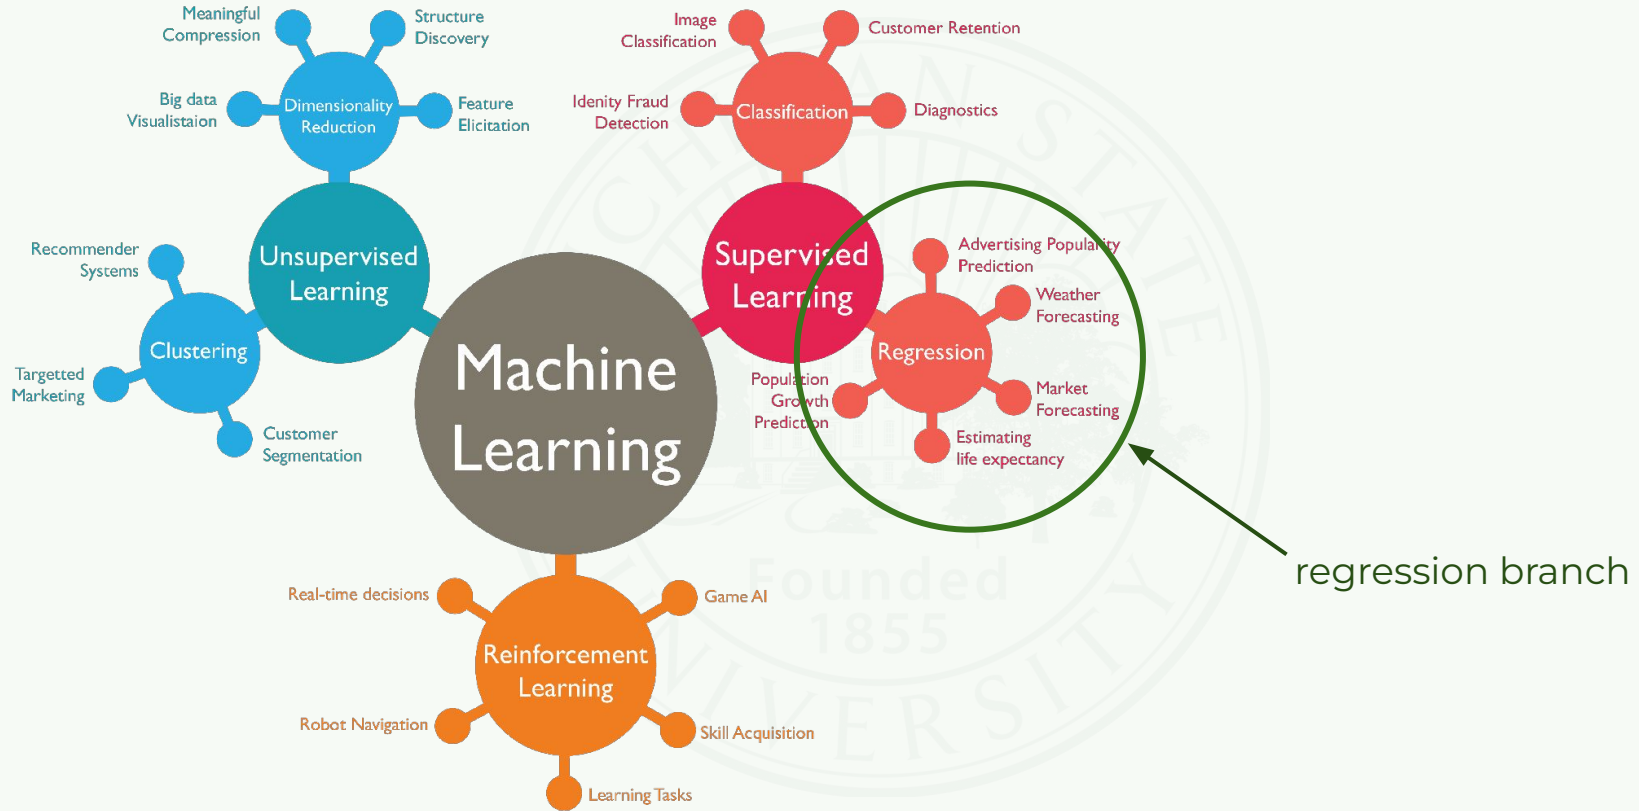 Meaningful
Compression
Structure
Discovery
Big data
Visualistaion
Dimensionality
Reduction
Feature
Elicitation
Image
Classification
Customer Retention
Idenity Fraud
Detection
Classification
Diagnostics
Recommender
Systems
Unsupervised
Learning
Clustering
Targetted
Marketing
Customer
Segmentation
Machine
Learning
Supervised
Learning
Advertising Popularity
Prediction
Weather
Forecasting
Regression
Population
Growth
Prediction
Market
Forecasting
Estimating
life expectancy
regression branch
Real-time decisions
Game AI
Reinforcement
Learning
Robot Navigation
Skill Acquisition
Learning Tasks
Founded
1855
STATE
UNIVERSITY